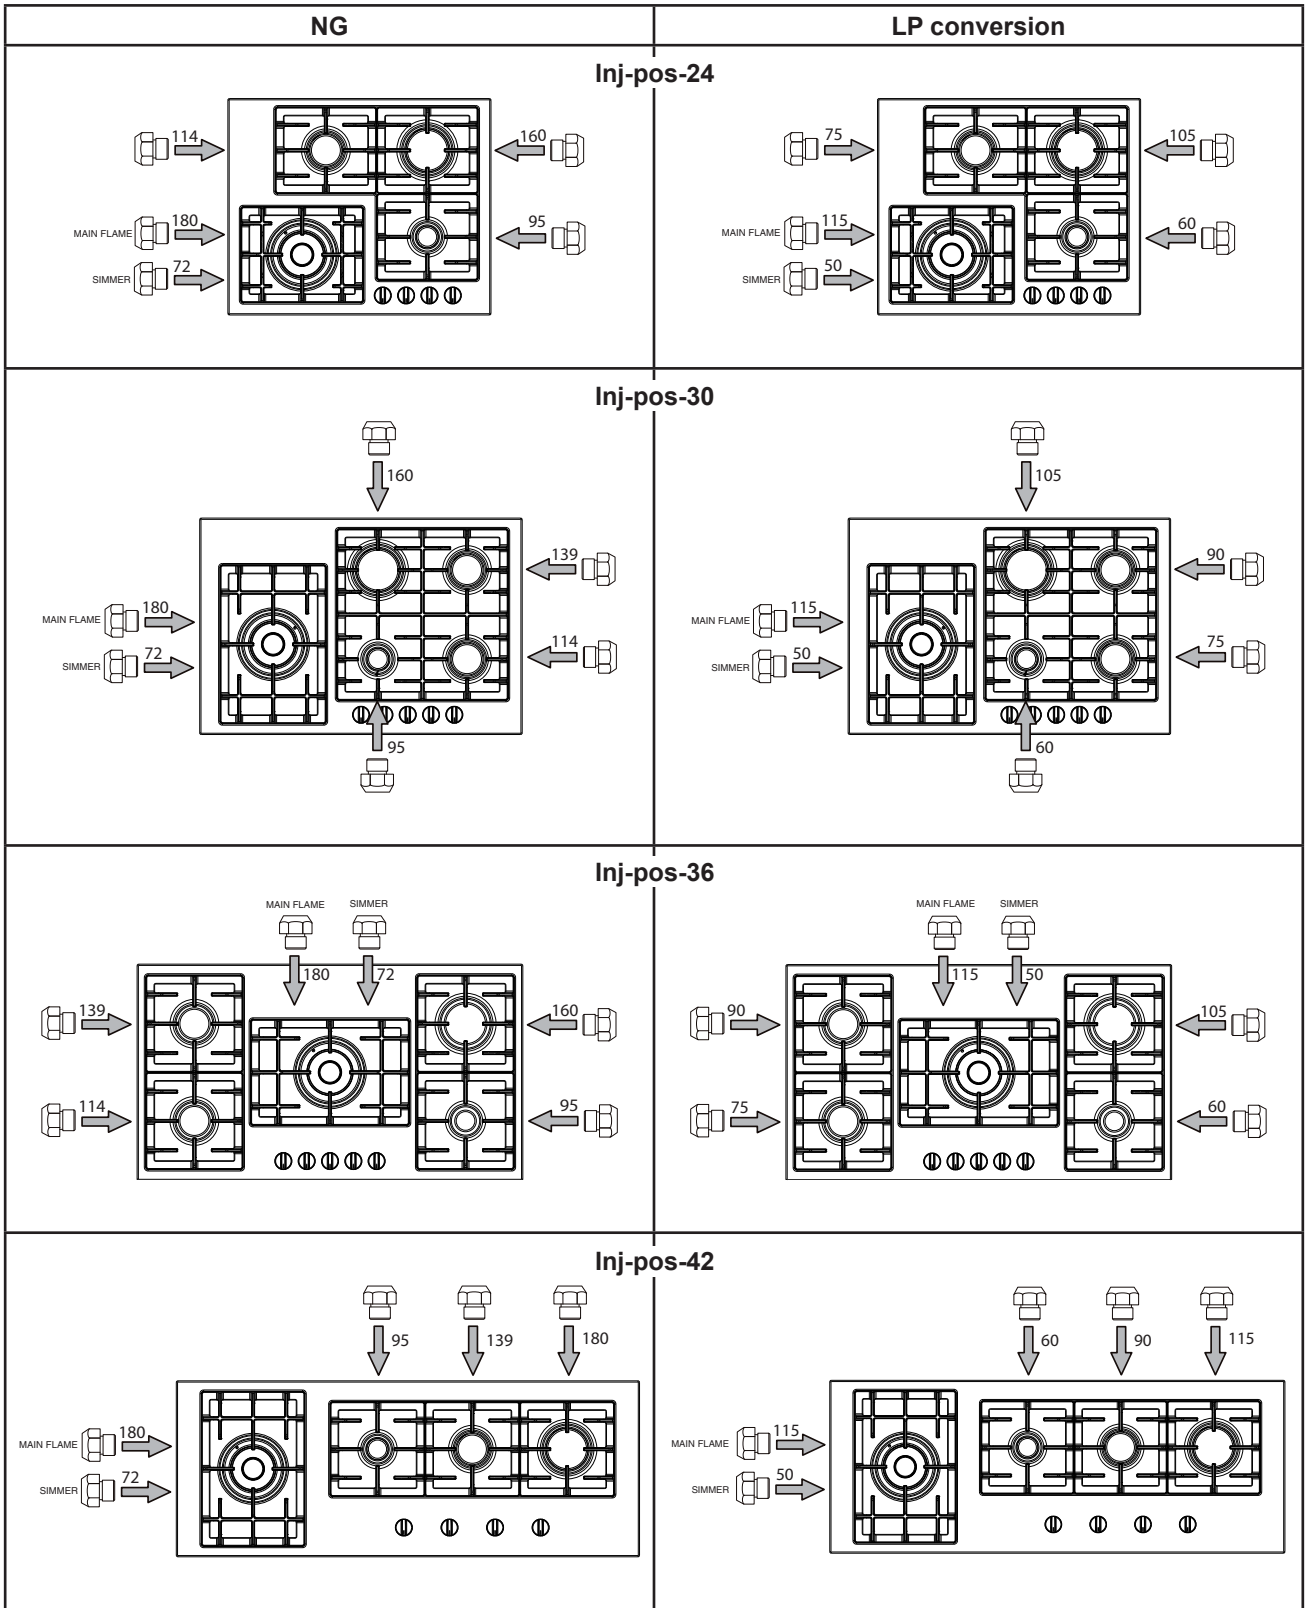 NG
LP conversion
Inj-pos-24
114
160
MAIN FLAME
180
95
SIMMER
72
75
105
MAIN FLAME
115
60
SIMMER
50
Inj-pos-30
160
139
MAIN FLAME
180
114
SIMMER
72
95
105
90
MAIN FLAME
115
75
SIMMER
50
60
Inj-pos-36
MAIN FLAME
SIMMER
180
72
139
160
114
95
MAIN FLAME
SIMMER
115
50
90
105
75
60
Inj-pos-42
95
139
180
MAIN FLAME
180
SIMMER
72
60
90
115
MAIN FLAME
115
SIMMER
50